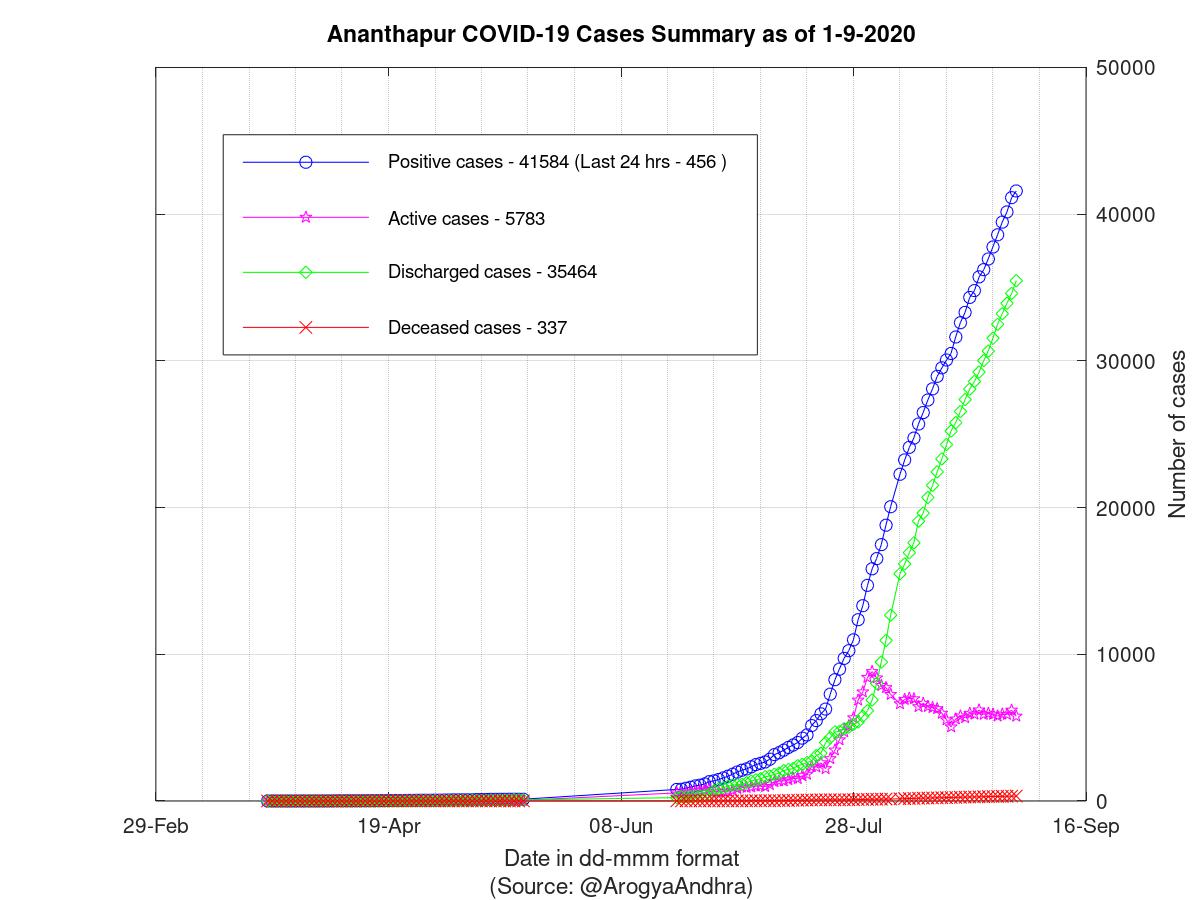 Ananthapur COVID-19 Cases Summary as of 1-9-2020
50000
Positive cases - 41584 (Last 24 hrs - 456 )
Active cases - 5783
Discharged cases - 35464
Deceased cases - 337
40000
30000
20000
10000
0
Number of cases
29-Feb 19-Apr 08-Jun 28-Jul 16-Sep
Date in dd-mmm format
(Source: @ArogyaAndhra)